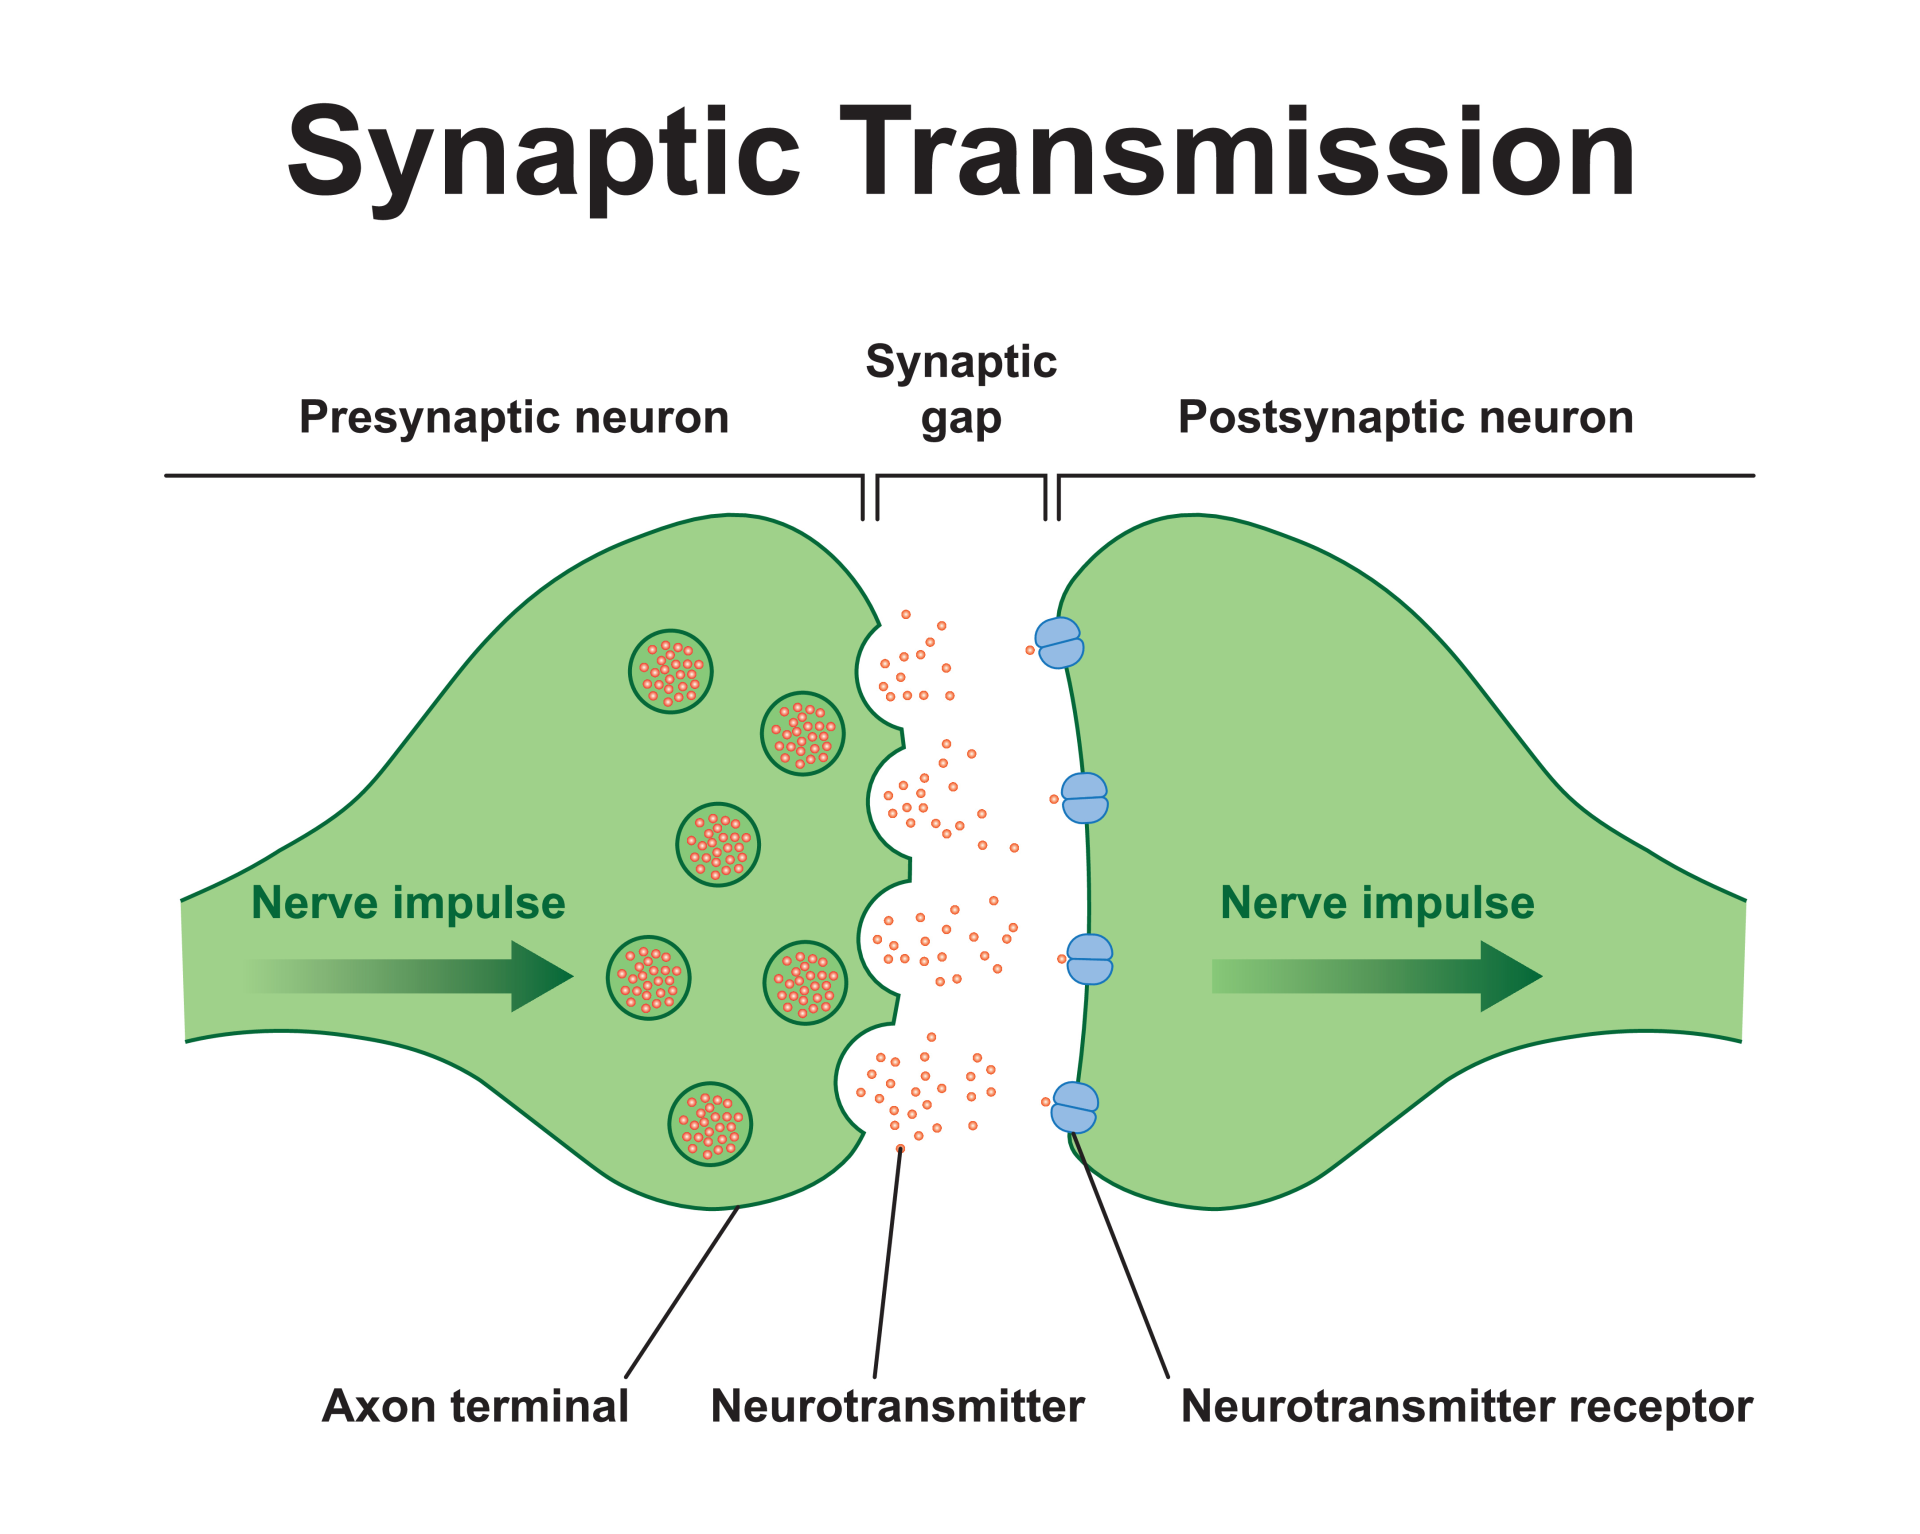 Synaptic Transmission
Synaptic
gap
Presynaptic neuron
Postsynaptic neuron
Nerve impulse
Nerve impulse
Axon terminal
Neurotransmitter
Neurotransmitter receptor